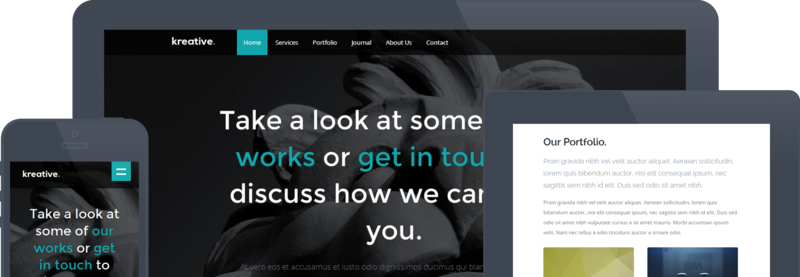 kreative.
Home Services Portfolio Journal About Us Contact
Take a look at some
works or get in touc
discuss how we can
you.
At vero eos et accusamus et iusto odio dignissimos ducimus qui blan
kreative.
Take a look at
some of our
works or get
in touch to
Our Portfolio.
Proin gravida nibh vel velit auctor aliquet. Aenean sollicitudin,
lorem quis bibendum auctor, nisi elit consequat ipsum, nec
sagittis sem nibh id elit. Duis sed odio sit amet nibh.
Proin gravida nibh vel velit auctor aliquet. Aenean sollicitudin, lorem quis bibendum
auctor, nisi elit consequat ipsum, nec sagittis sem nibh id elit. Duis sed
odio sit amet nibh vulputate cursus a sit amet mauris. Morbi accumsan ipsum
velit. Nam nec tellus a odio tincidunt auctor a ornare odio.